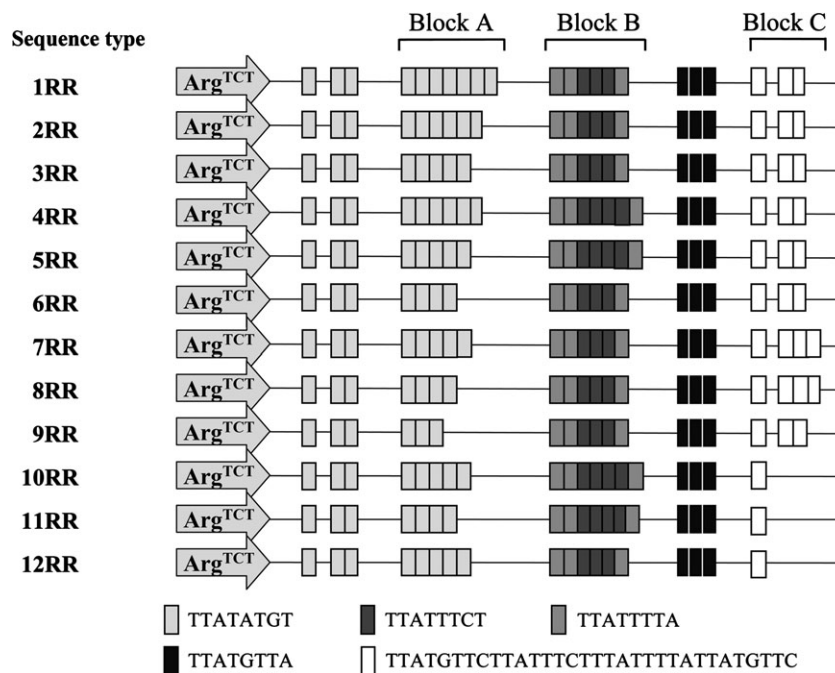 Block A Block B Block C
Sequence type
1RR Arg^TCT
2RR Arg^TCT
3RR Arg^TCT
4RR Arg^TCT
5RR Arg^TCT
6RR Arg^TCT
7RR Arg^TCT
8RR Arg^TCT
9RR Arg^TCT
10RR Arg^TCT
11RR Arg^TCT
12RR Arg^TCT
TTATATGT TTATTTCT TTATTTTA
TTATGTTA TTATGTTCTTATTTCTTTATTTTATTATGTTC